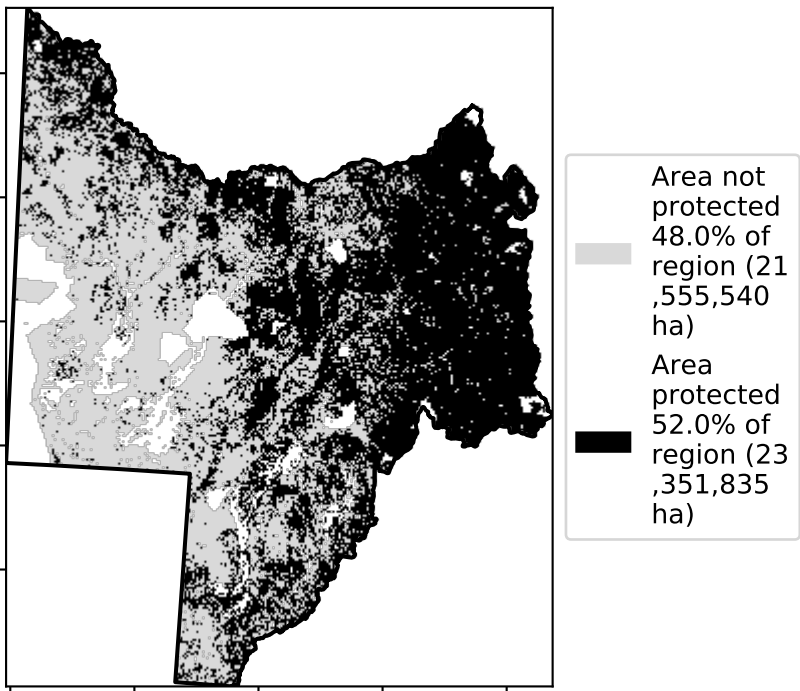 Area not
protected
48.0% of
region (21
,555,540
ha)
Area
protected
52.0% of
region (23
,351,835
ha)